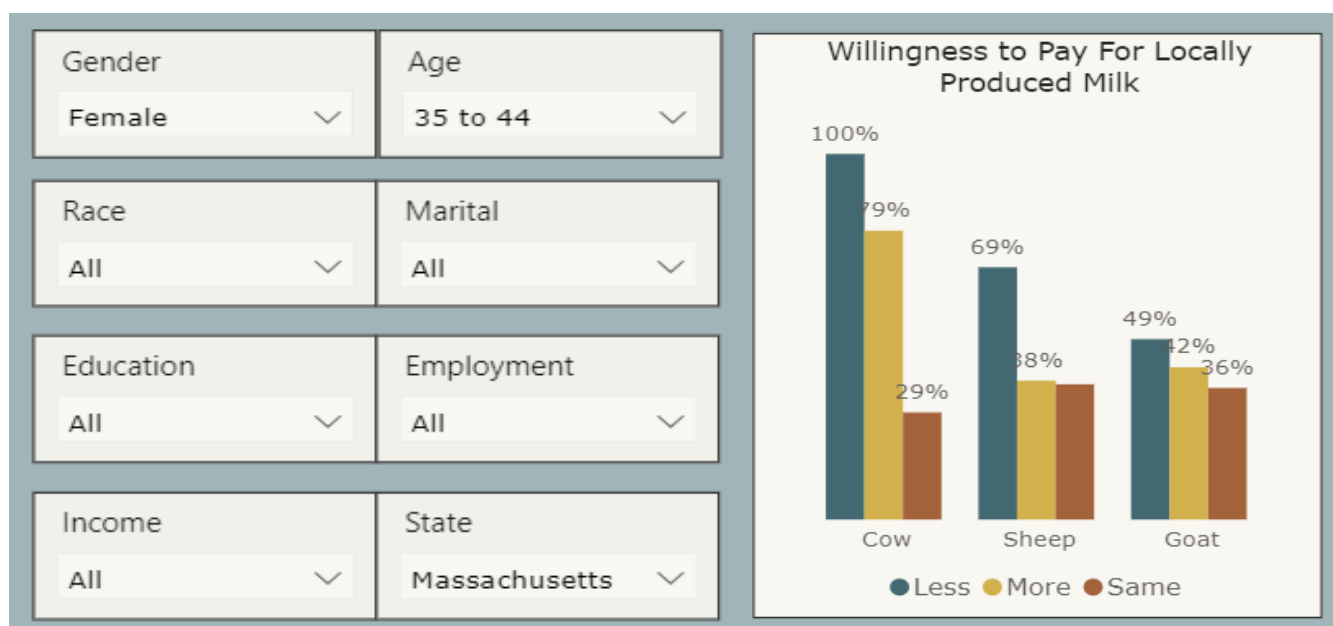 Gender
Age
Female
35 to 44
Race
Marital
All
All
Education
Employment
All
All
Income
State
All
Massachusetts
Willingness to Pay For Locally
Produced Milk
100%
79%
69%
49%
42%
38%
36%
29%
Cow
Sheep
Goat
Less
More
Same